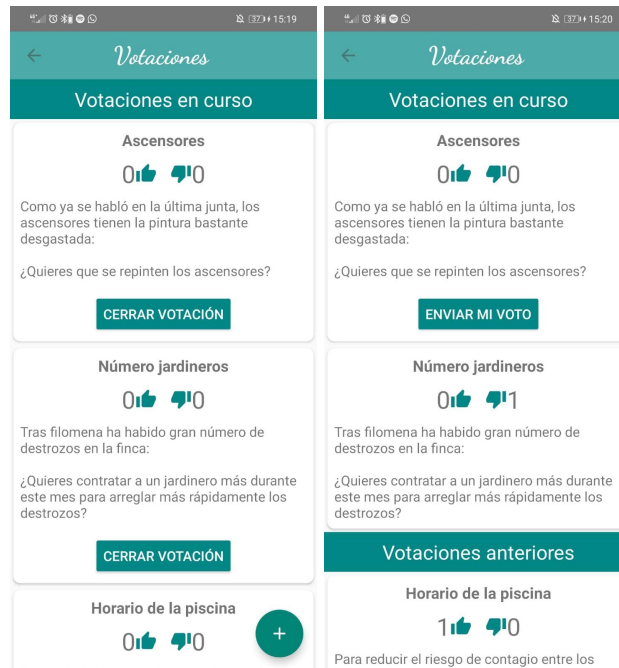 37 15:19
Votaciones
Votaciones en curso
Ascensores
0 0
Como ya se habló en la última junta, los
ascensores tienen la pintura bastante
desgastada:
¿Quieres que se repinten los ascensores?
CERRAR VOTACIÓN
Número jardineros
0 0
Tras filomena ha habido gran número de
destrozos en la finca:
¿Quieres contratar a un jardinero más durante
este mes para arreglar más rápidamente los
destrozos?
CERRAR VOTACIÓN
Horario de la piscina
0 0
+
37 15:20
Votaciones
Votaciones en curso
Ascensores
0 0
Como ya se habló en la última junta, los
ascensores tienen la pintura bastante
desgastada:
¿Quieres que se repinten los ascensores?
ENVIAR MI VOTO
Número jardineros
0 1
Tras filomena ha habido gran número de
destrozos en la finca:
¿Quieres contratar a un jardinero más durante
este mes para arreglar más rápidamente los
destrozos?
Votaciones anteriores
Horario de la piscina
1 0
Para reducir el riesgo de contagio entre los